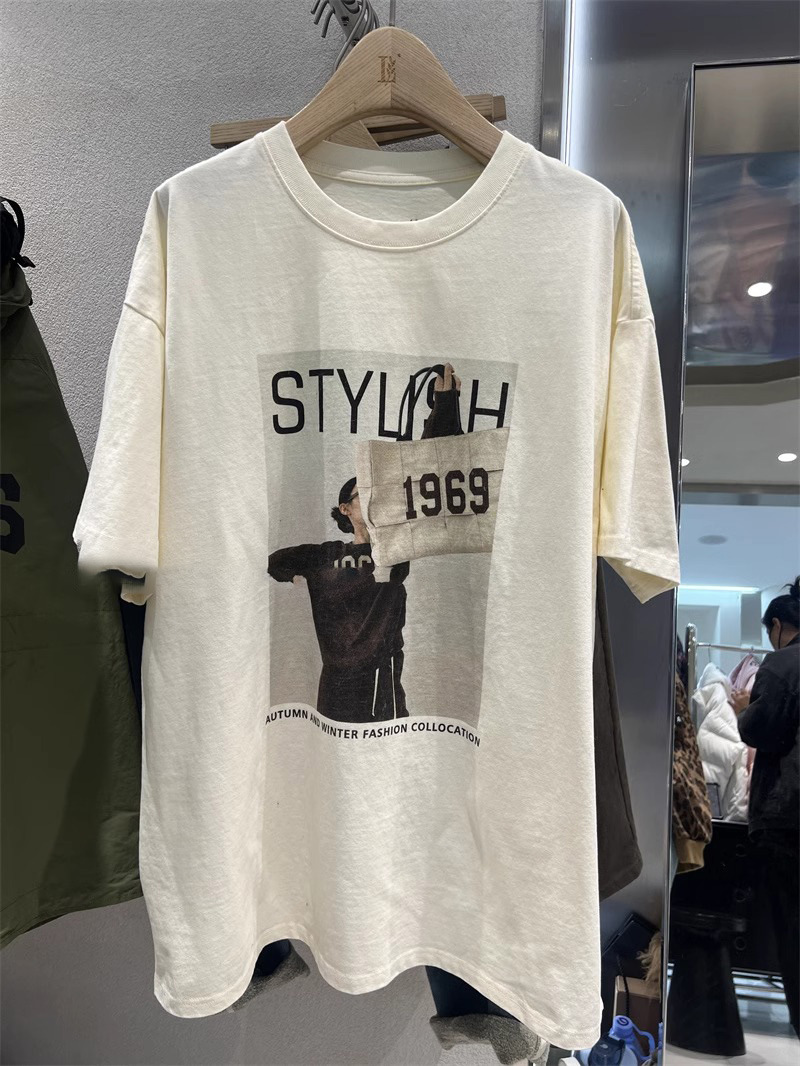 STYLISH
1969
AUTUMN AND WINTER FASHION COLLOCATION